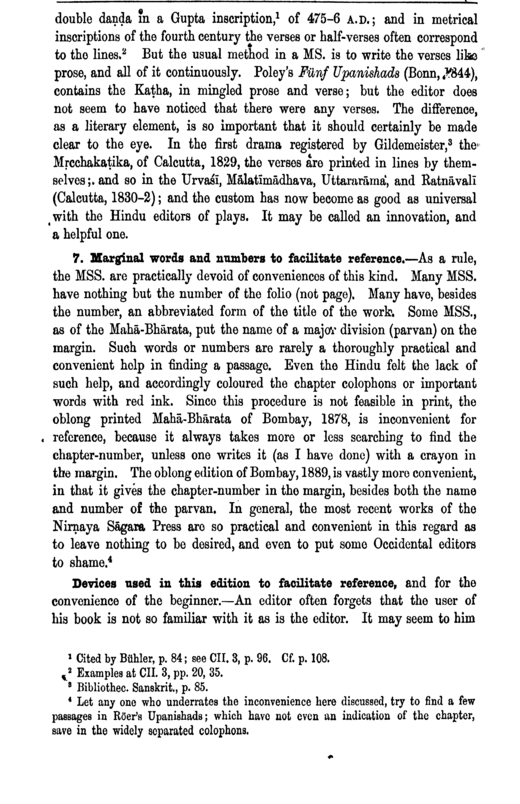 double daṇḍa in a Gupta inscription,¹ of 475-6 A.D.; and in metrical
inscriptions of the fourth century the verses or half-verses often correspond
to the lines.² But the usual method in a MS. is to write the verses like
prose, and all of it continuously. Poley's Fünf Upanishads (Bonn, 1844),
contains the Kaṭha, in mingled prose and verse; but the editor does
not seem to have noticed that there were any verses. The difference,
as a literary element, is so important that it should certainly be made
clear to the eye. In the first drama registered by Gildemeister,³ the
Mṛcchakaṭika, of Calcutta, 1829, the verses are printed in lines by them-
selves; and so in the Urvaśī, Mālatīmādhava, Uttararāma, and Ratnāvalī
(Calcutta, 1830-2); and the custom has now become as good as universal
with the Hindu editors of plays. It may be called an innovation, and
a helpful one.
7. Marginal words and numbers to facilitate reference.—As a rule,
the MSS. are practically devoid of conveniences of this kind. Many MSS.
have nothing but the number of the folio (not page). Many have, besides
the number, an abbreviated form of the title of the work. Some MSS.,
as of the Mahā-Bhārata, put the name of a major division (parvan) on the
margin. Such words or numbers are rarely a thoroughly practical and
convenient help in finding a passage. Even the Hindu felt the lack of
such help, and accordingly coloured the chapter colophons or important
words with red ink. Since this procedure is not feasible in print, the
oblong printed Mahā-Bhārata of Bombay, 1878, is inconvenient for
reference, because it always takes more or less searching to find the
chapter-number, unless one writes it (as I have done) with a crayon in
the margin. The oblong edition of Bombay, 1889, is vastly more convenient,
in that it gives the chapter-number in the margin, besides both the name
and number of the parvan. In general, the most recent works of the
Nirṇaya Sāgara Press are so practical and convenient in this regard as
to leave nothing to be desired, and even to put some Occidental editors
to shame.⁴
Devices used in this edition to facilitate reference, and for the
convenience of the beginner.—An editor often forgets that the user of
his book is not so familiar with it as is the editor. It may seem to him
¹ Cited by Bühler, p. 84; see CII. 3, p. 96. Cf. p. 108.
² Examples at CII. 3, pp. 20, 35.
³ Bibliothec. Sanskrit., p. 85.
⁴ Let any one who underrates the inconvenience here discussed, try to find a few
passages in Röer's Upanishads; which have not even an indication of the chapter,
save in the widely separated colophons.